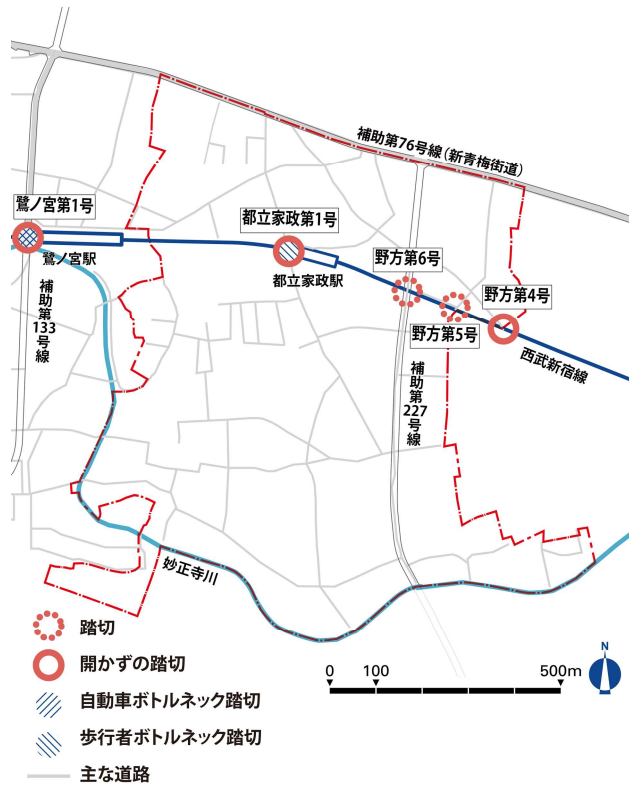 補助第76号線(新青梅街道)
鷺ノ宮第1号
都立家政第1号
鷺ノ宮駅
野方第6号
都立家政駅
野方第4号
野方第5号
補助第133号線
西武新宿線
補助第227号線
妙正寺川
踏切
開かずの踏切
自動車ボトルネック踏切
歩行者ボトルネック踏切
主な道路
0 100 500m
N